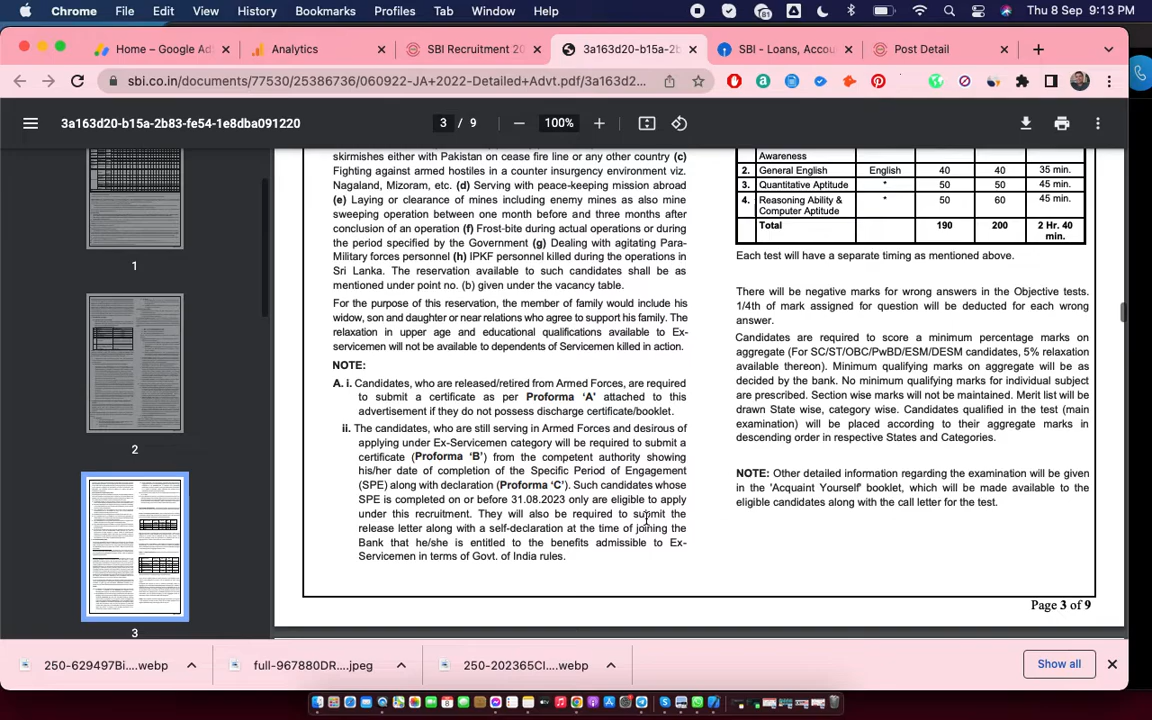 Chrome File Edit View History Bookmarks Profiles Tab Window Help
81
Thu 8 Sep 9:13 PM
Home – Google Ad
Analytics
SBI Recruitment 20
3a163d20-b15a-2b
SBI - Loans, Accou
Post Detail
sbi.co.in/documents/77530/25386736/060922-JA+2022-Detailed+Advt.pdf/3a163d2...
3a163d20-b15a-2b83-fe54-1e8dba091220
3 / 9
100%
1
2
3
skirmishes either with Pakistan on cease fire line or any other country (c)
Fighting against armed hostiles in a counter insurgency environment viz.
Nagaland, Mizoram, etc. (d) Serving with peace-keeping mission abroad
(e) Laying or clearance of mines including enemy mines as also mine
sweeping operation between one month before and three months after
conclusion of an operation (f) Frost-bite during actual operations or during
the period specified by the Government (g) Dealing with agitating Para-
Military forces personnel (h) IPKF personnel killed during the operations in
Sri Lanka. The reservation available to such candidates shall be as
mentioned under point no. (b) given under the vacancy table.
For the purpose of this reservation, the member of family would include his
widow, son and daughter or near relations who agree to support his family. The
relaxation in upper age and educational qualifications available to Ex-
servicemen will not be available to dependents of Servicemen killed in action.
NOTE:
A. i. Candidates, who are released/retired from Armed Forces, are required
to submit a certificate as per Proforma 'A' attached to this
advertisement if they do not possess discharge certificate/booklet.
ii. The candidates, who are still serving in Armed Forces and desirous of
applying under Ex-Servicemen category will be required to submit a
certificate (Proforma 'B') from the competent authority showing
his/her date of completion of the Specific Period of Engagement
(SPE) along with declaration (Proforma 'C'). Such candidates whose
SPE is completed on or before 31.08.2023 only are eligible to apply
under this recruitment. They will also be required to submit the
release letter along with a self-declaration at the time of joining the
Bank that he/she is entitled to the benefits admissible to Ex-
Servicemen in terms of Govt. of India rules.
Awareness
2. General English English 40 40 35 min.
3. Quantitative Aptitude * 50 50 45 min.
4. Reasoning Ability & * 50 60 45 min.
Computer Aptitude
Total 190 200 2 Hr. 40
min.
Each test will have a separate timing as mentioned above.
There will be negative marks for wrong answers in the Objective tests.
1/4th of mark assigned for question will be deducted for each wrong
answer.
Candidates are required to score a minimum percentage marks on
aggregate (For SC/ST/OBC/PwBD/ESM/DESM candidates, 5% relaxation
available thereon). Minimum qualifying marks on aggregate will be as
decided by the bank. No minimum qualifying marks for individual subject
are prescribed. Section wise marks will not be maintained. Merit list will be
drawn State wise, category wise. Candidates qualified in the test (main
examination) will be placed according to their aggregate marks in
descending order in respective States and Categories.
NOTE: Other detailed information regarding the examination will be given
in the 'Acquaint Yourself' booklet, which will be made available to the
eligible candidates along with the call letter for the test.
Page 3 of 9
250-629497Bi....webp
full-967880DR....jpeg
250-202365CI....webp
Show all